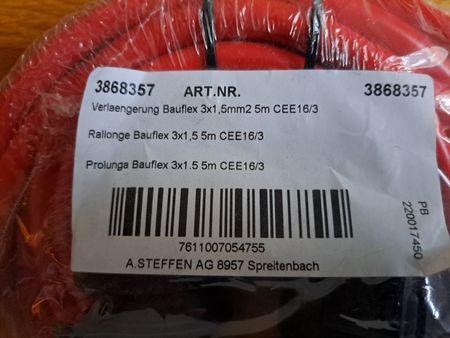 3868357 ART.NR. 3868357
Verlaengerung Bauflex 3x1,5mm2 5m CEE16/3
Rallonge Bauflex 3x1,5 5m CEE16/3
Prolunga Bauflex 3x1.5 5m CEE16/3
7611007054755
A.STEFFEN AG 8957 Spreitenbach
PB
220017450